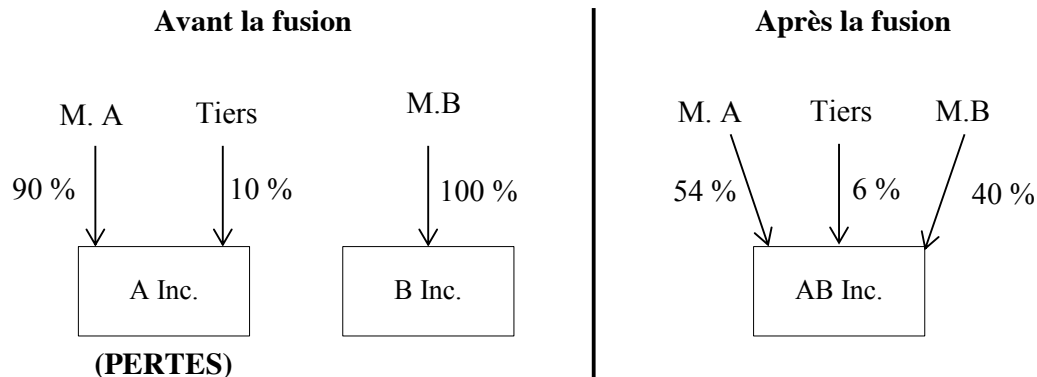 Avant la fusion
M. A
Tiers
M.B
90 %
10 %
100 %
A Inc.
B Inc.
(PERTES)
Après la fusion
M. A
Tiers
M.B
54 %
6 %
40 %
AB Inc.